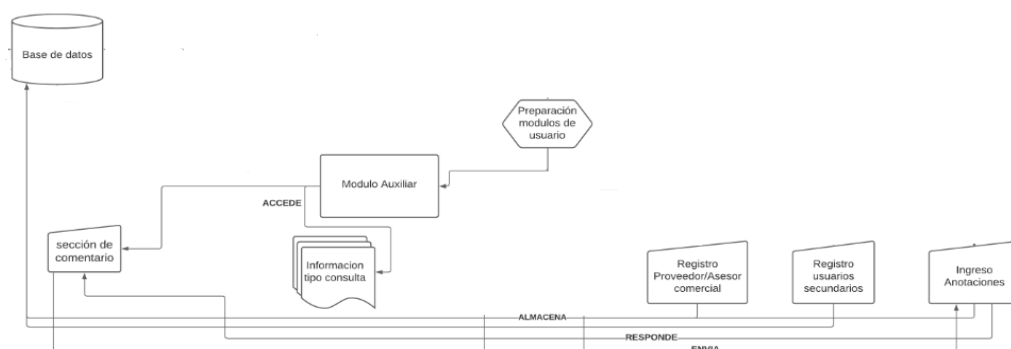 Base de datos
Preparación
modulos de
usuario
Modulo Auxiliar
ACCEDE
sección de
comentario
Informacion
tipo consulta
Registro
Proveedor/Asesor
comercial
Registro
usuarios
secundarios
Ingreso
Anotaciones
ALMACENA
RESPONDE
ENVIA